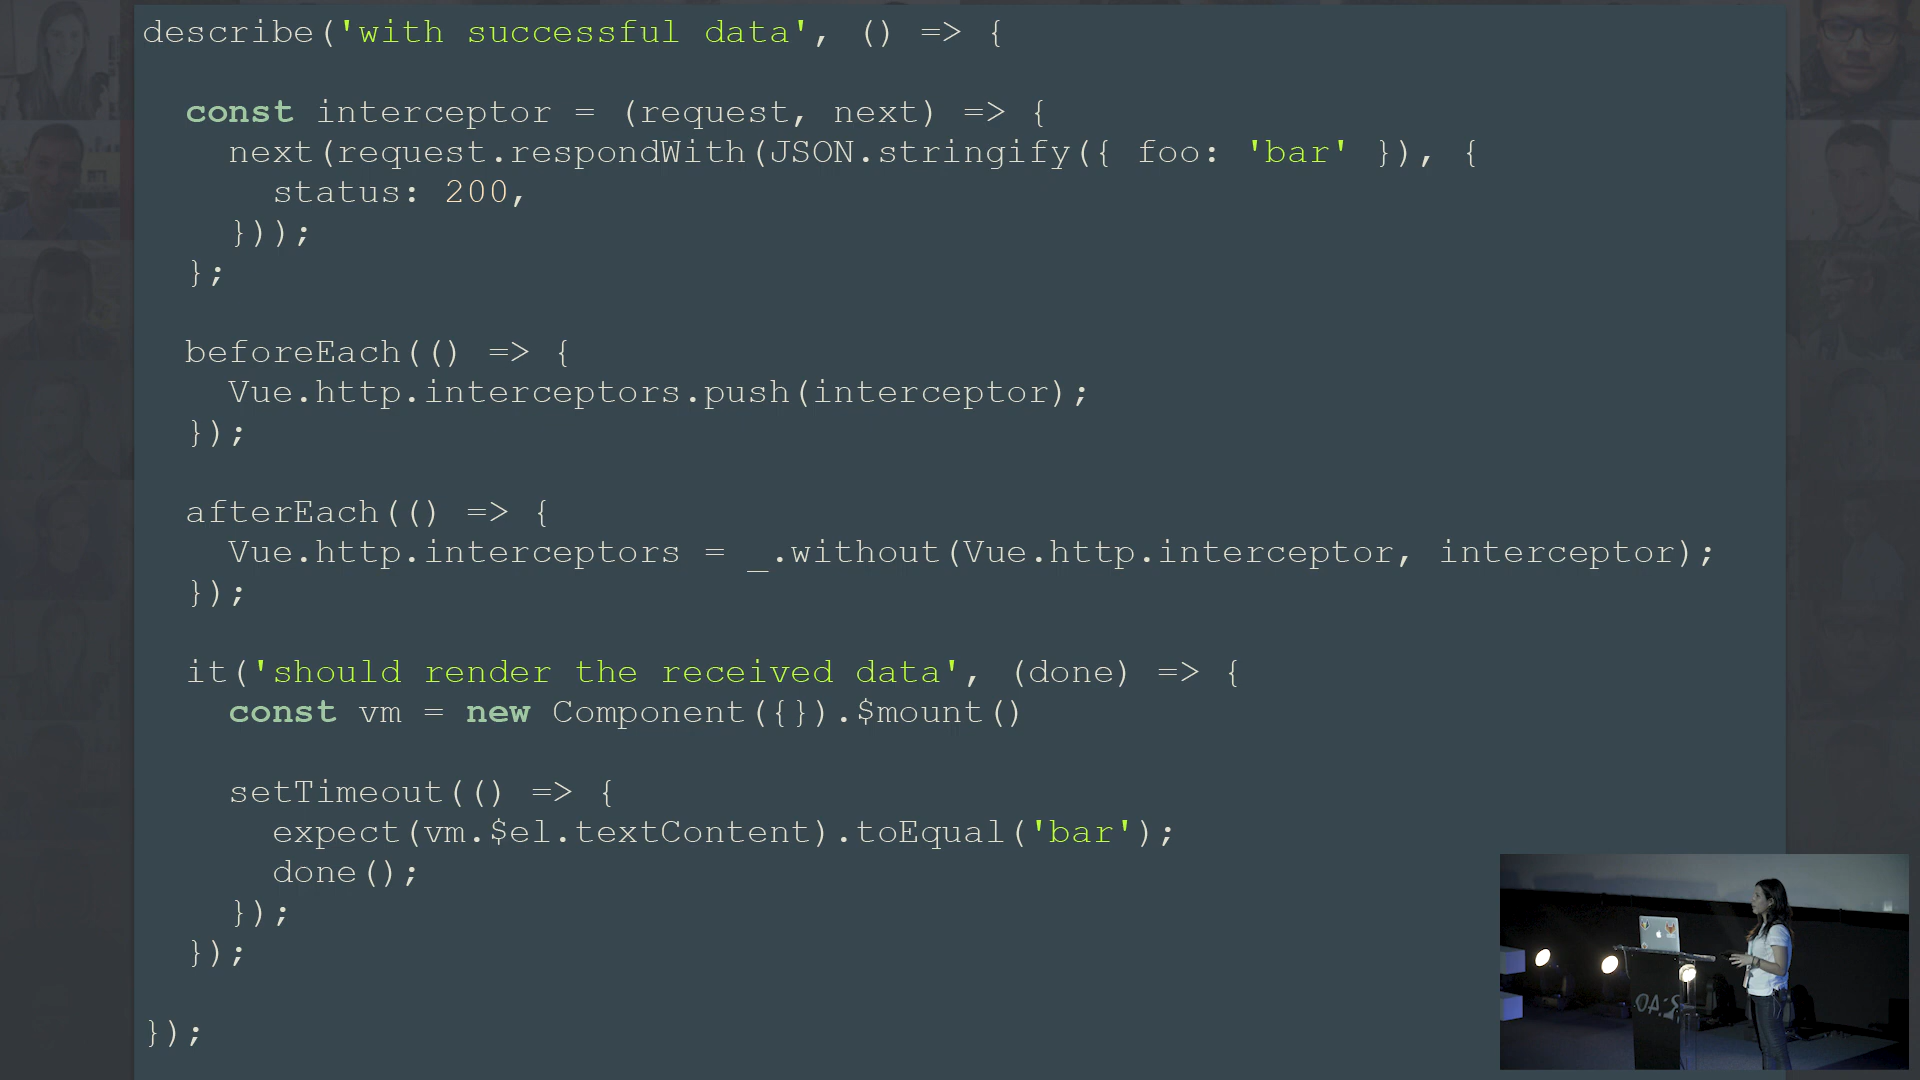 describe('with successful data', () => {
const interceptor = (request, next) => {
next(request.respondWith(JSON.stringify({ foo: 'bar' }), {
status: 200,
}));
};
beforeEach(() => {
Vue.http.interceptors.push(interceptor);
});
afterEach(() => {
Vue.http.interceptors = _.without(Vue.http.interceptor, interceptor);
});
it('should render the received data', (done) => {
const vm = new Component({}).$mount()
setTimeout(() => {
expect(vm.$el.textContent).toEqual('bar');
done();
});
});
});